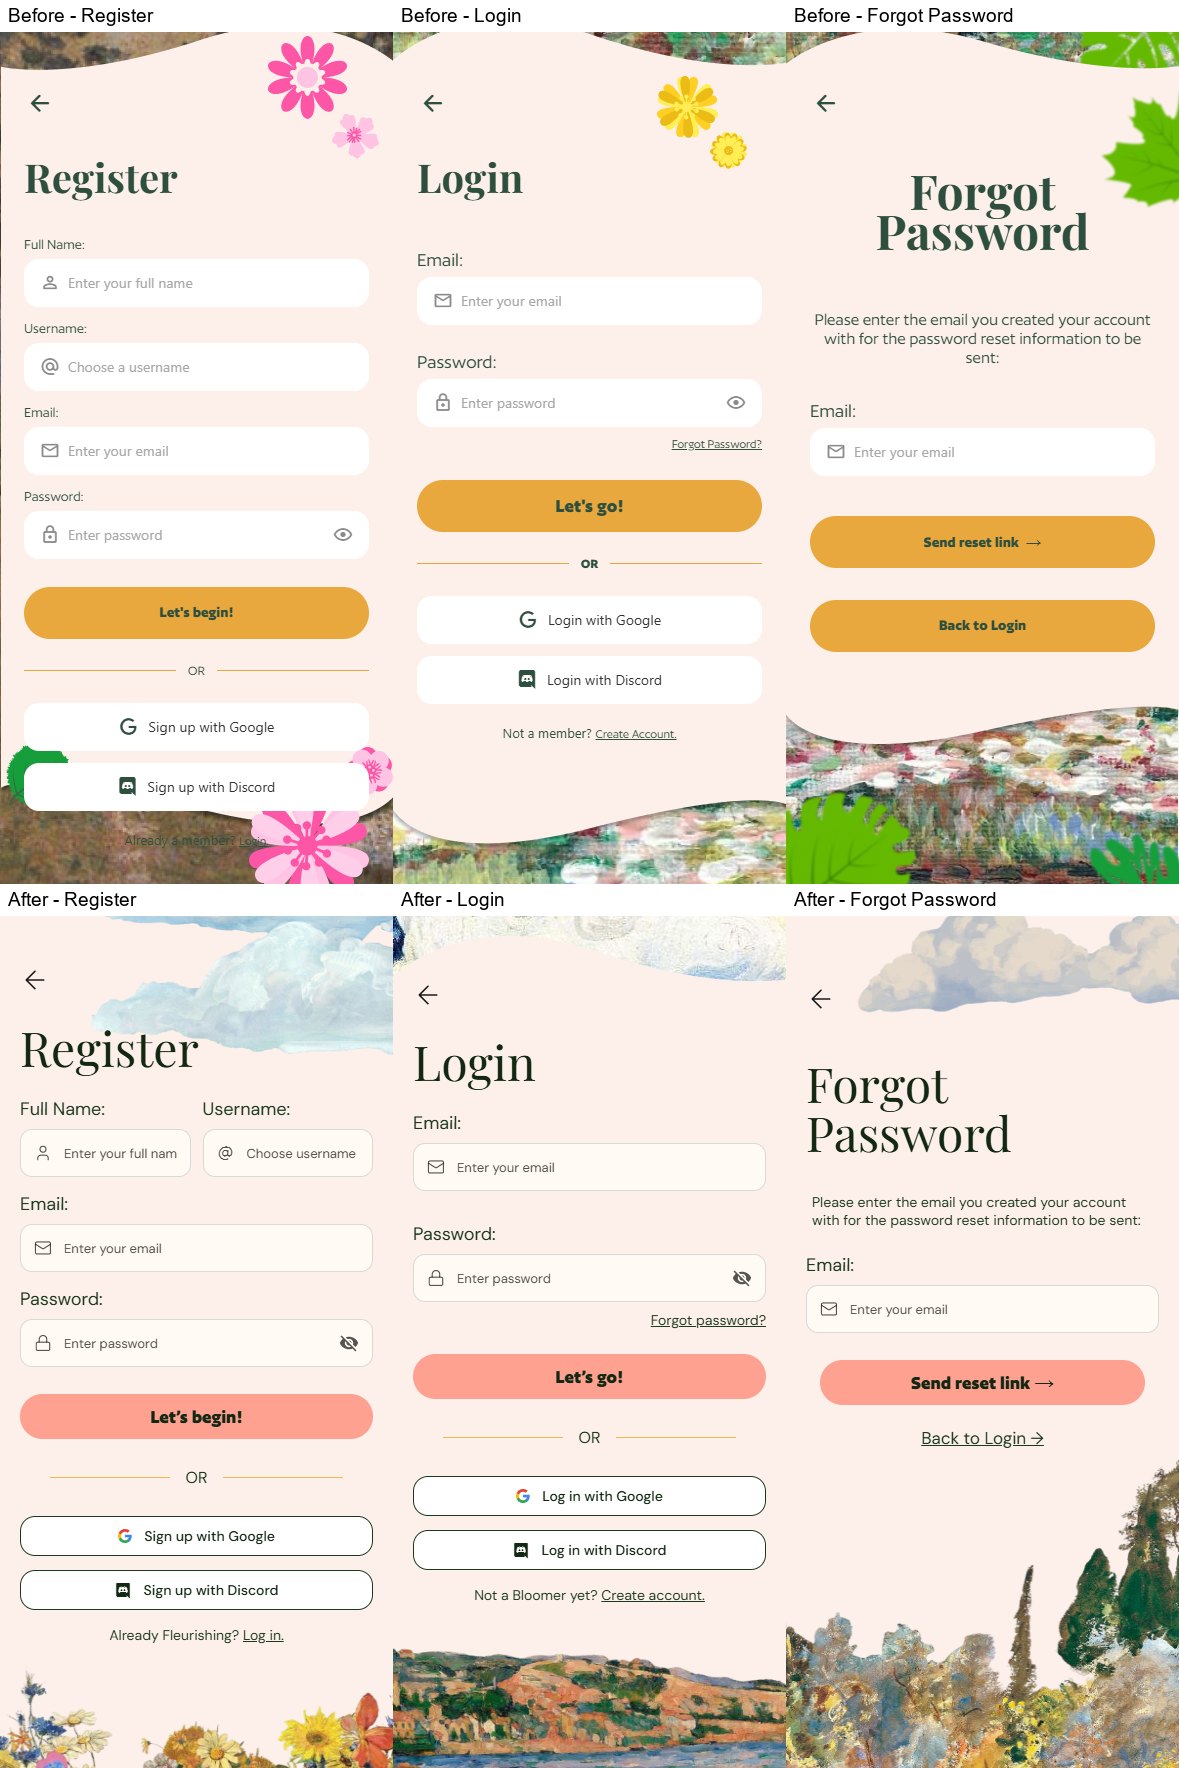 Before - Register
Register
Full Name:
Enter your full name
Username:
Choose a username
Email:
Enter your email
Password:
Enter password
Let's begin!
OR
Sign up with Google
Sign up with Discord
Already a member? Login
Before - Login
Login
Email:
Enter your email
Password:
Enter password
Forgot Password?
Let's go!
OR
Login with Google
Login with Discord
Not a member? Create Account.
Before - Forgot Password
Forgot
Password
Please enter the email you created your account
with for the password reset information to be
sent:
Email:
Enter your email
Send reset link →
Back to Login
After - Register
Register
Full Name:
Username:
Enter your full nam
Choose username
Email:
Enter your email
Password:
Enter password
Let's begin!
OR
Sign up with Google
Sign up with Discord
Already Fleurishing? Log in.
After - Login
Login
Email:
Enter your email
Password:
Enter password
Forgot password?
Let's go!
OR
Log in with Google
Log in with Discord
Not a Bloomer yet? Create account.
After - Forgot Password
Forgot
Password
Please enter the email you created your account
with for the password reset information to be sent:
Email:
Enter your email
Send reset link →
Back to Login →